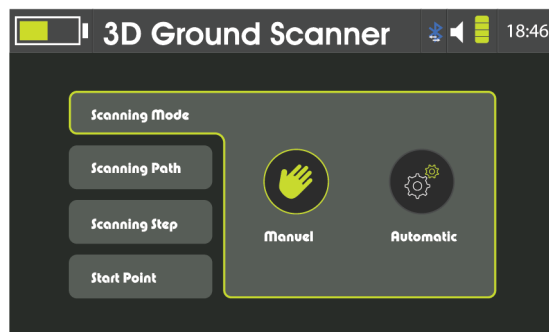 3D Ground Scanner
18:46
Scanning Mode
Scanning Path
Scanning Step
Start Point
Manuel
Automatic